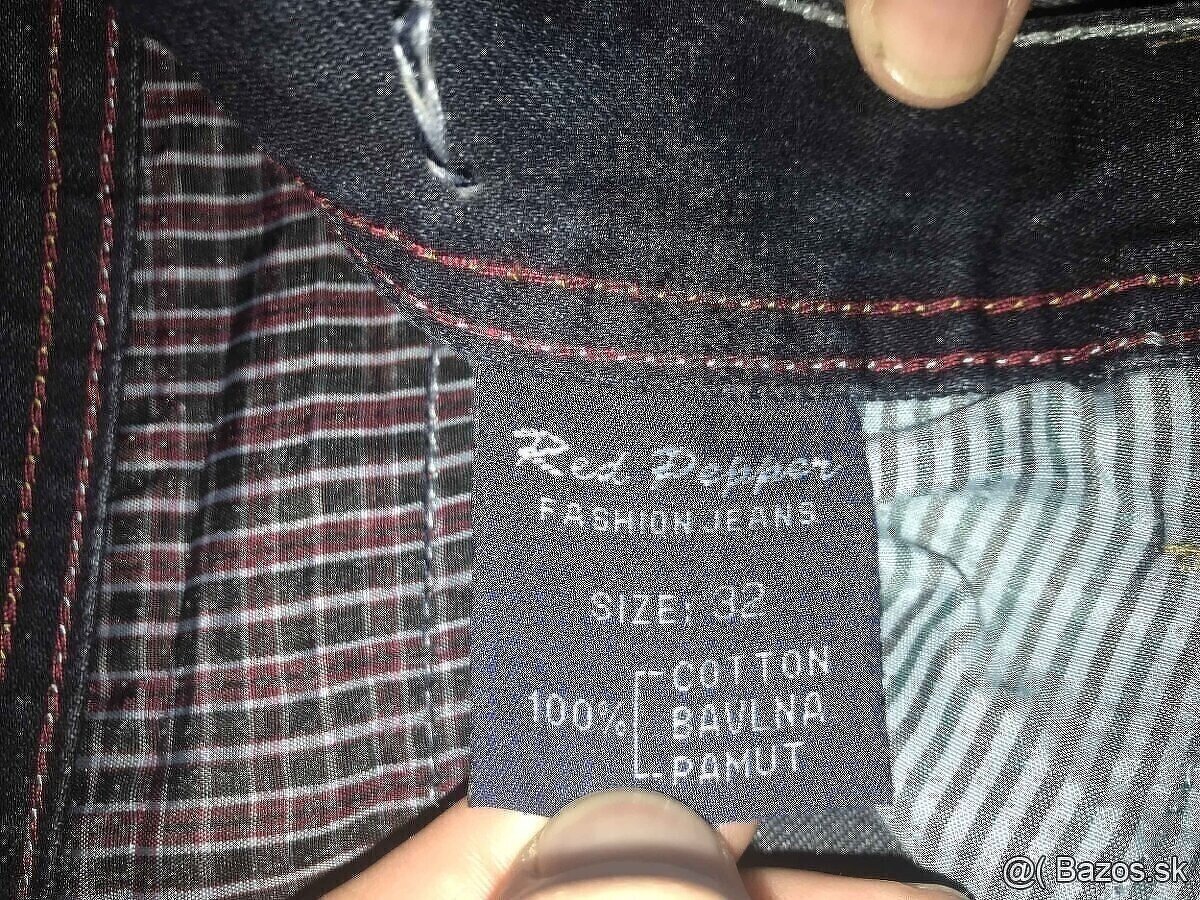 Red Pepper
FASHION JEANS
SIZE: 32
100%
COTTON
BAVLNA
PAMUT
@( Bazos.sk